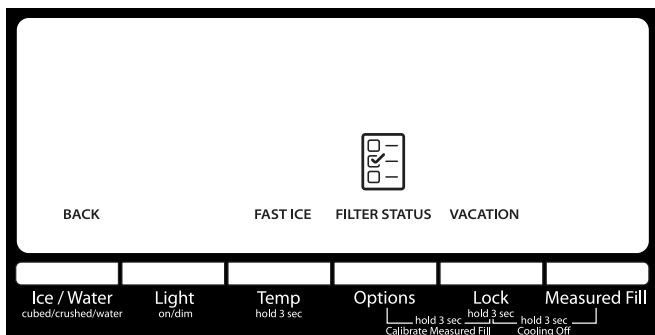 BACK FAST ICE FILTER STATUS VACATION
Ice / Water Light Temp Options Lock Measured Fill
cubed/crushed/water on/dim hold 3 sec hold 3 sec
hold 3 sec hold 3 sec
Calibrate Measured Fill Cooling Off